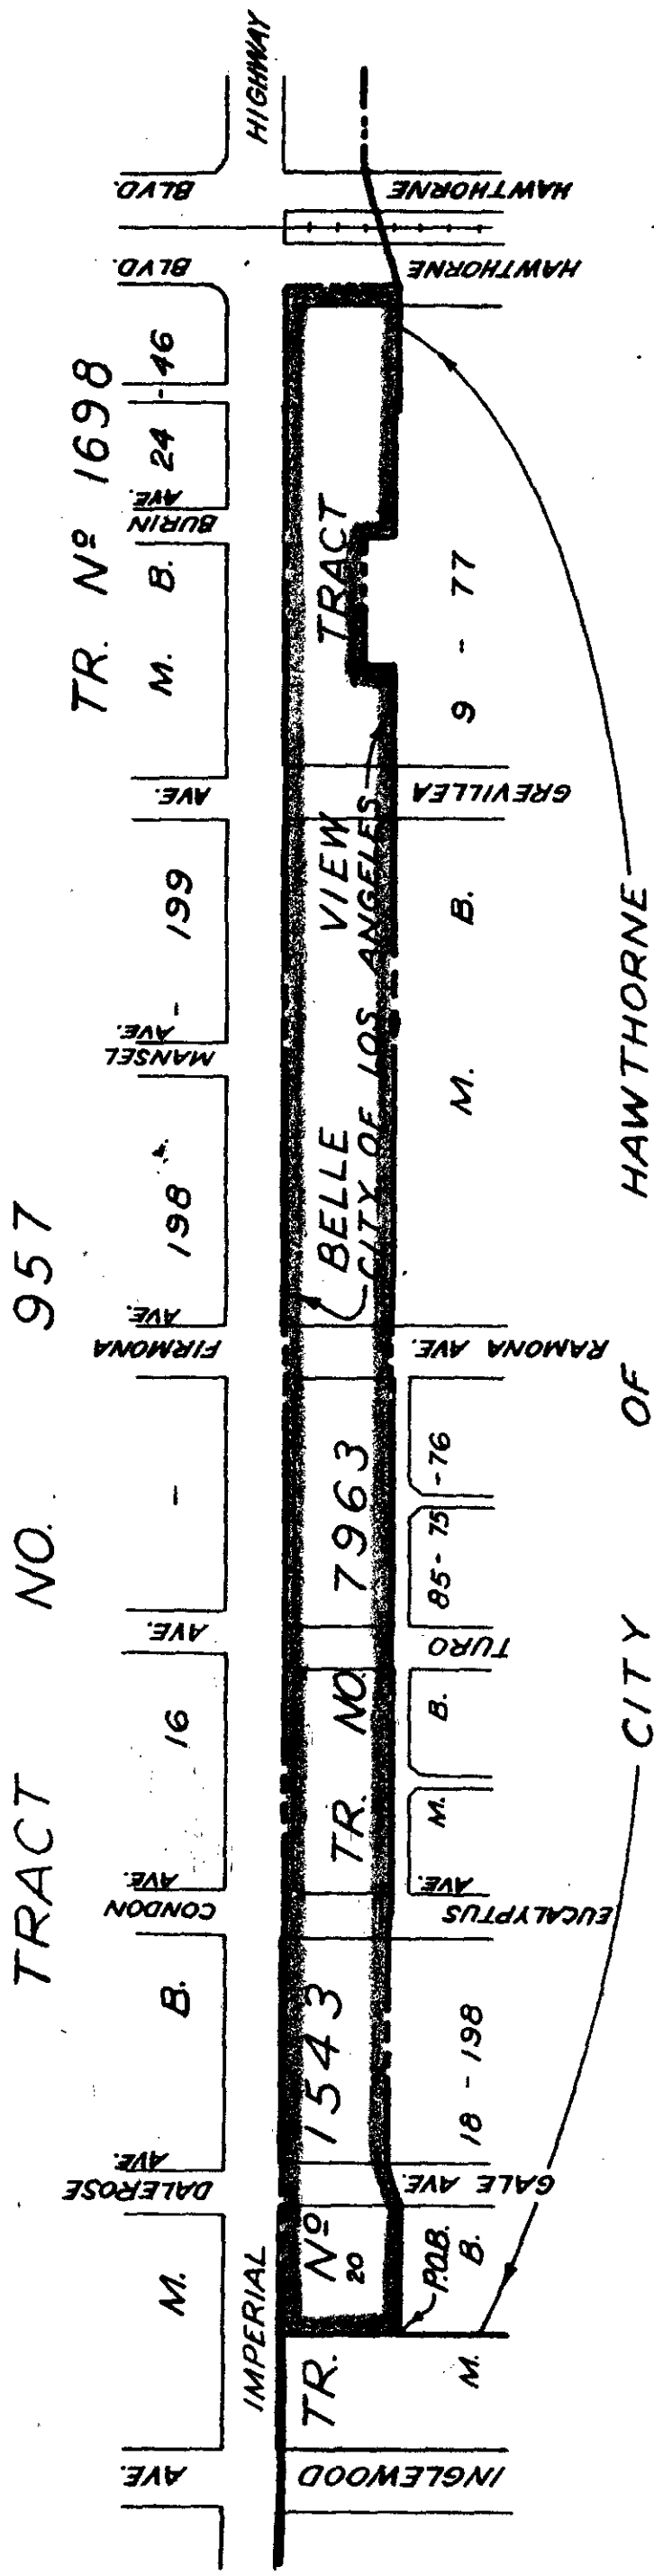 TRACT NO. 957
TR. Nº 1698
M. B. 16 - 198 - 199
M. B. 24 - 46
INGLEWOOD AVE.
DALEROSE AVE.
CONDON AVE.
AVE.
FIRMONA AVE.
MANSEL AVE.
AVE.
BURIN AVE.
BLVD.
BLVD.
IMPERIAL HIGHWAY
TR. Nº 1543
20
TR. NO. 7963
BELLE VIEW TRACT
CITY OF LOS ANGELES
P.O.B.
M. B. 18 - 198
M. B. 85 - 75 - 76
M. B. 9 - 77
GALE AVE.
EUCALYPTUS AVE.
TURO
RAMONA AVE.
GREVILLEA
HAWTHORNE
HAWTHORNE
CITY OF HAWTHORNE